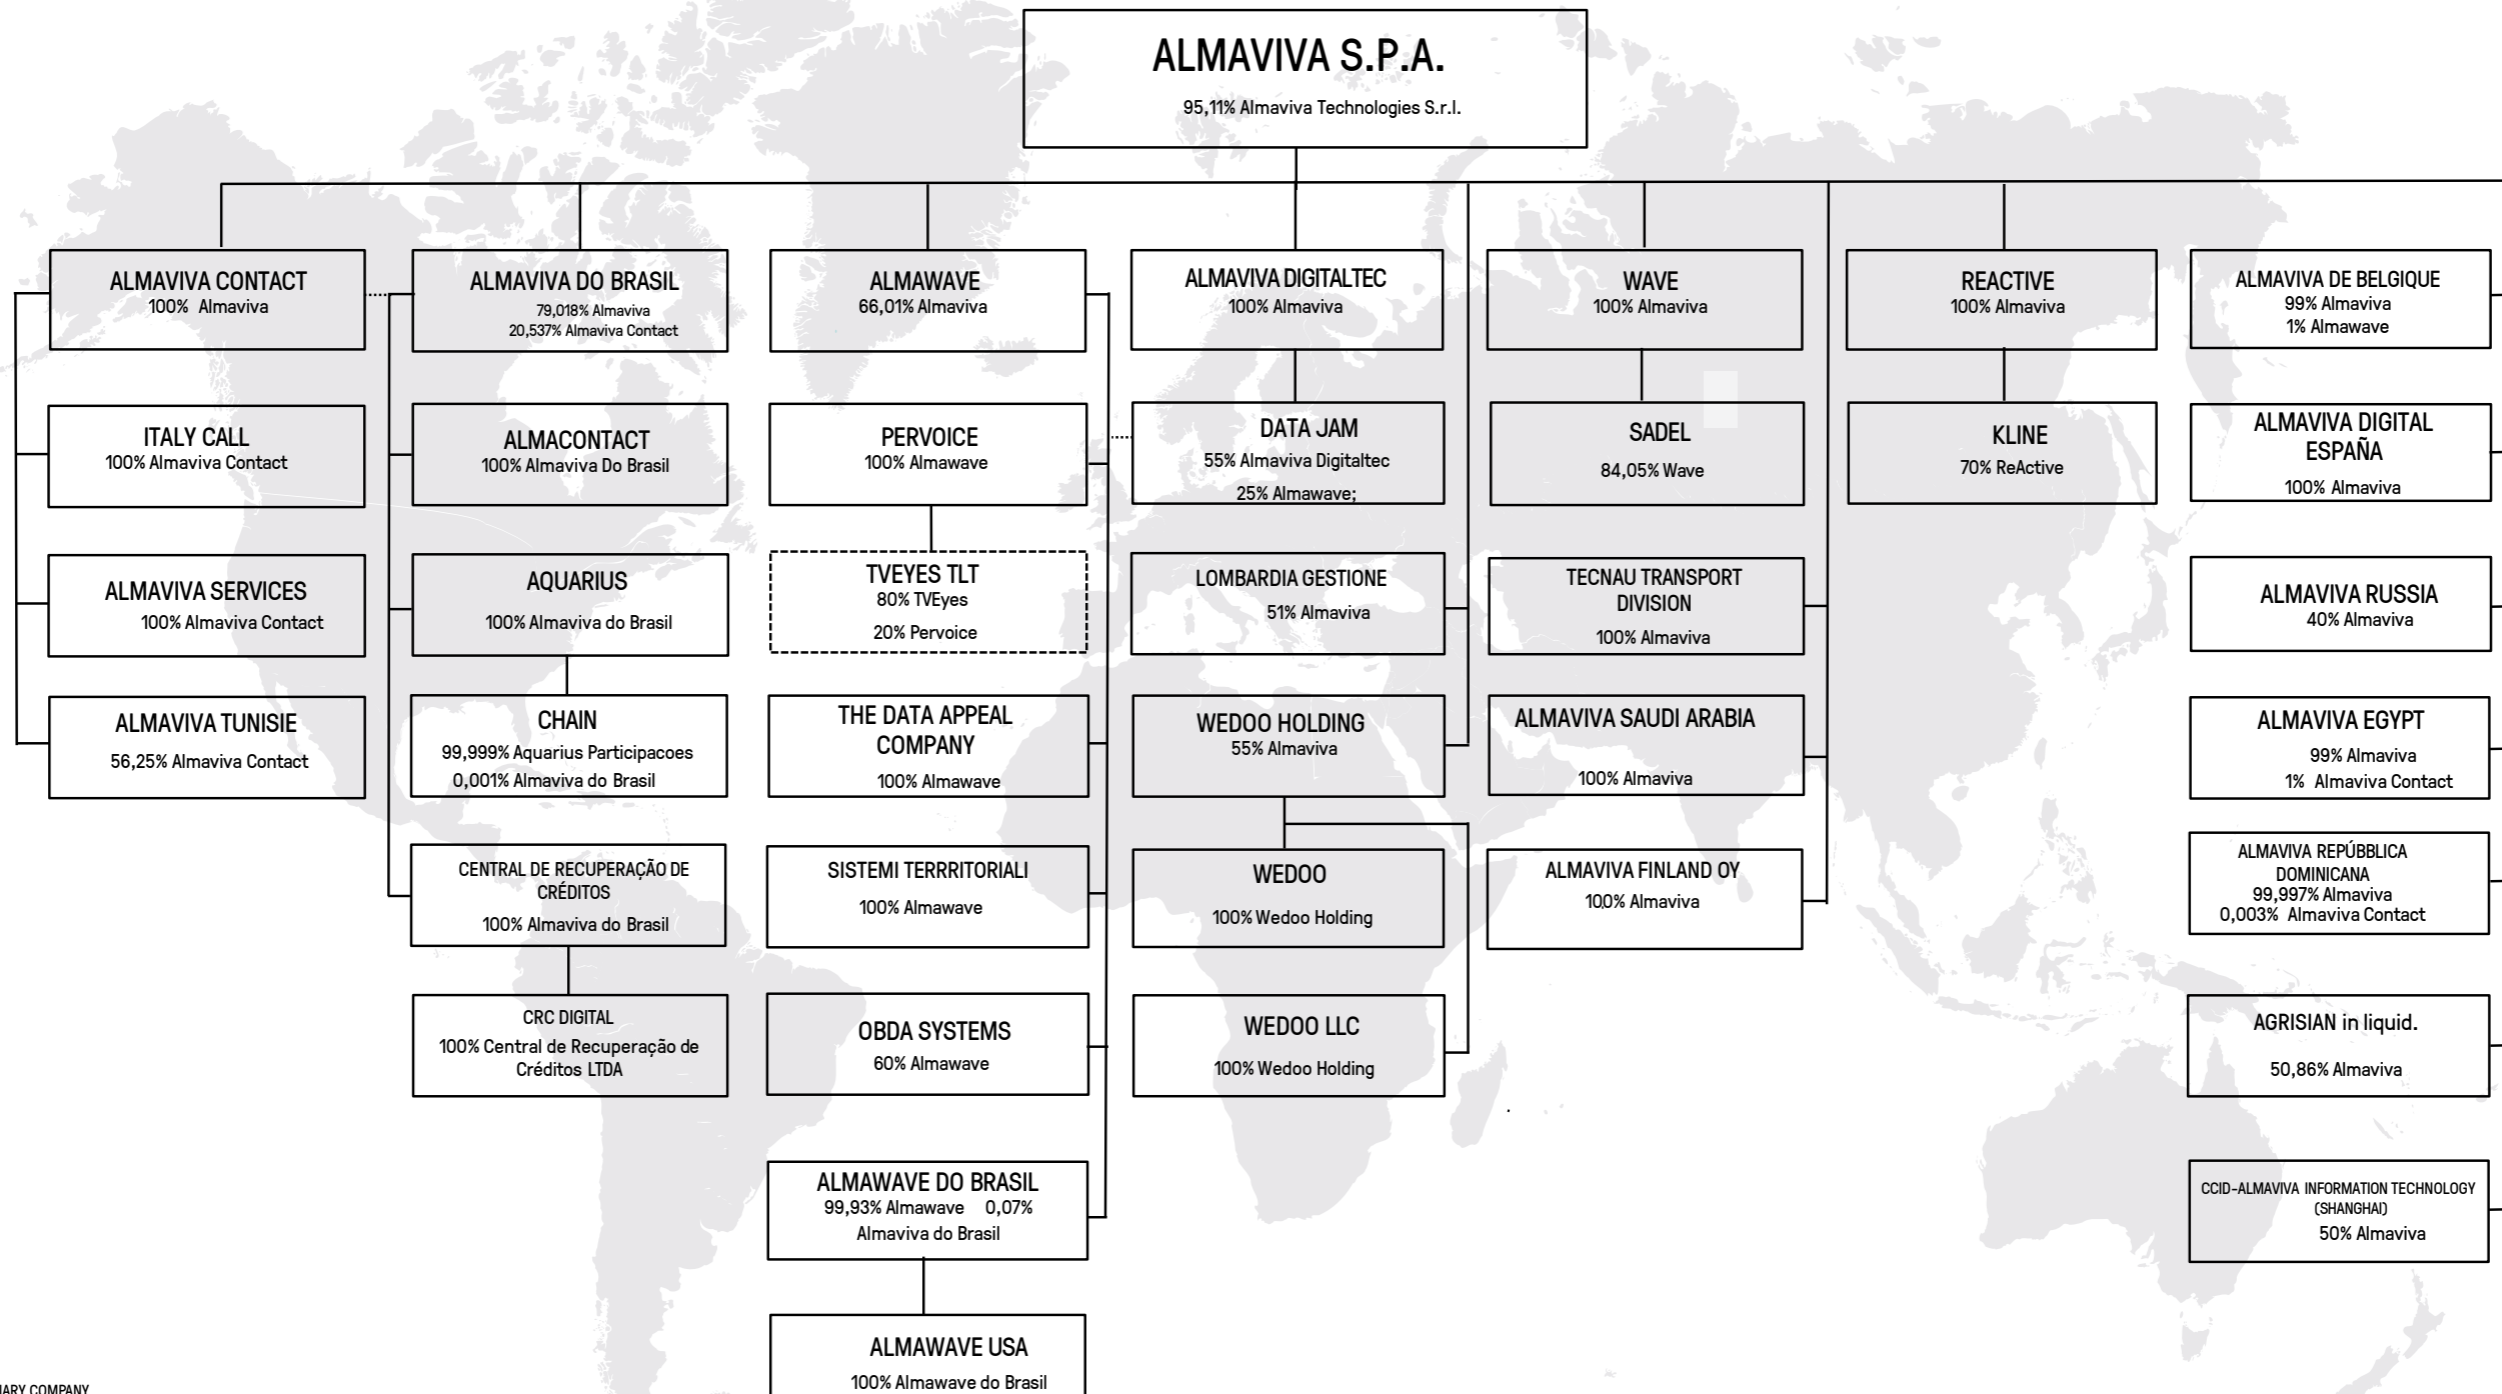 ALMAVIVA S.P.A.
95,11% Almaviva Technologies S.r.l.
ALMAVIVA CONTACT
100% Almaviva
ALMAVIVA DO BRASIL
79,018% Almaviva
20,537% Almaviva Contact
ALMAWAVE
66,01% Almaviva
ALMAVIVA DIGITALTEC
100% Almaviva
WAVE
100% Almaviva
REACTIVE
100% Almaviva
ALMAVIVA DE BELGIQUE
99% Almaviva
1% Almawave
ITALY CALL
100% Almaviva Contact
ALMACONTACT
100% Almaviva Do Brasil
PERVOICE
100% Almawave
DATA JAM
55% Almaviva Digitaltec
25% Almawave;
SADEL
84,05% Wave
KLINE
70% ReActive
ALMAVIVA DIGITAL
ESPAÑA
100% Almaviva
ALMAVIVA SERVICES
100% Almaviva Contact
AQUARIUS
100% Almaviva do Brasil
TVEYES TLT
80% TVEyes
20% Pervoice
LOMBARDIA GESTIONE
51% Almaviva
TECNAU TRANSPORT
DIVISION
100% Almaviva
ALMAVIVA RUSSIA
40% Almaviva
ALMAVIVA TUNISIE
56,25% Almaviva Contact
CHAIN
99,999% Aquarius Participacoes
0,001% Almaviva do Brasil
THE DATA APPEAL
COMPANY
100% Almawave
WEDOO HOLDING
55% Almaviva
ALMAVIVA SAUDI ARABIA
100% Almaviva
ALMAVIVA EGYPT
99% Almaviva
1% Almaviva Contact
CENTRAL DE RECUPERAÇÃO DE
CRÉDITOS
100% Almaviva do Brasil
SISTEMI TERRRITORIALI
100% Almawave
WEDOO
100% Wedoo Holding
ALMAVIVA FINLAND OY
100% Almaviva
ALMAVIVA REPÚBBLICA
DOMINICANA
99,997% Almaviva
0,003% Almaviva Contact
CRC DIGITAL
100% Central de Recuperação de
Créditos LTDA
OBDA SYSTEMS
60% Almawave
WEDOO LLC
100% Wedoo Holding
AGRISIAN in liquid.
50,86% Almaviva
ALMAWAVE DO BRASIL
99,93% Almawave 0,07%
Almaviva do Brasil
CCID-ALMAVIVA INFORMATION TECHNOLOGY
(SHANGHAI)
50% Almaviva
ALMAWAVE USA
100% Almawave do Brasil
COMPANY